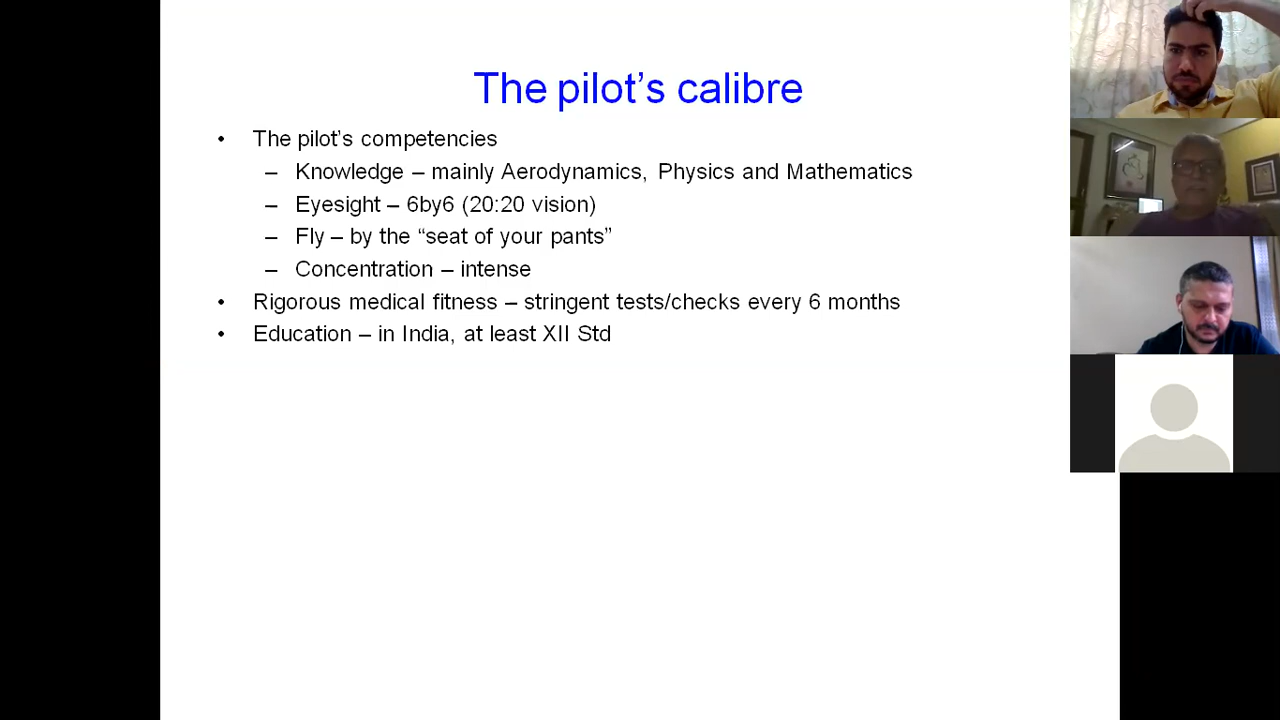 The pilot’s calibre
• The pilot’s competencies
– Knowledge – mainly Aerodynamics, Physics and Mathematics
– Eyesight – 6by6 (20:20 vision)
– Fly – by the “seat of your pants”
– Concentration – intense
• Rigorous medical fitness – stringent tests/checks every 6 months
• Education – in India, at least XII Std